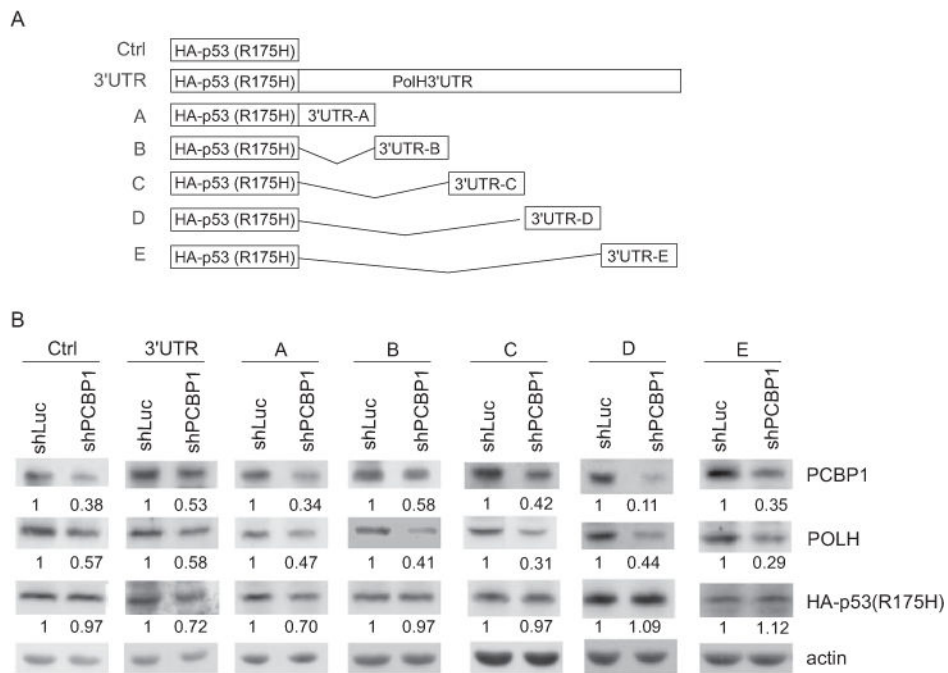 A
Ctrl HA-p53 (R175H)
3'UTR HA-p53 (R175H) PolH3'UTR
A HA-p53 (R175H) 3'UTR-A
B HA-p53 (R175H) 3'UTR-B
C HA-p53 (R175H) 3'UTR-C
D HA-p53 (R175H) 3'UTR-D
E HA-p53 (R175H) 3'UTR-E
B
Ctrl 3'UTR A B C D E
shLuc shPCBP1 shLuc shPCBP1 shLuc shPCBP1 shLuc shPCBP1 shLuc shPCBP1 shLuc shPCBP1 shLuc shPCBP1
PCBP1
1 0.38 1 0.53 1 0.34 1 0.58 1 0.42 1 0.11 1 0.35
POLH
1 0.57 1 0.58 1 0.47 1 0.41 1 0.31 1 0.44 1 0.29
HA-p53(R175H)
1 0.97 1 0.72 1 0.70 1 0.97 1 0.97 1 1.09 1 1.12
actin